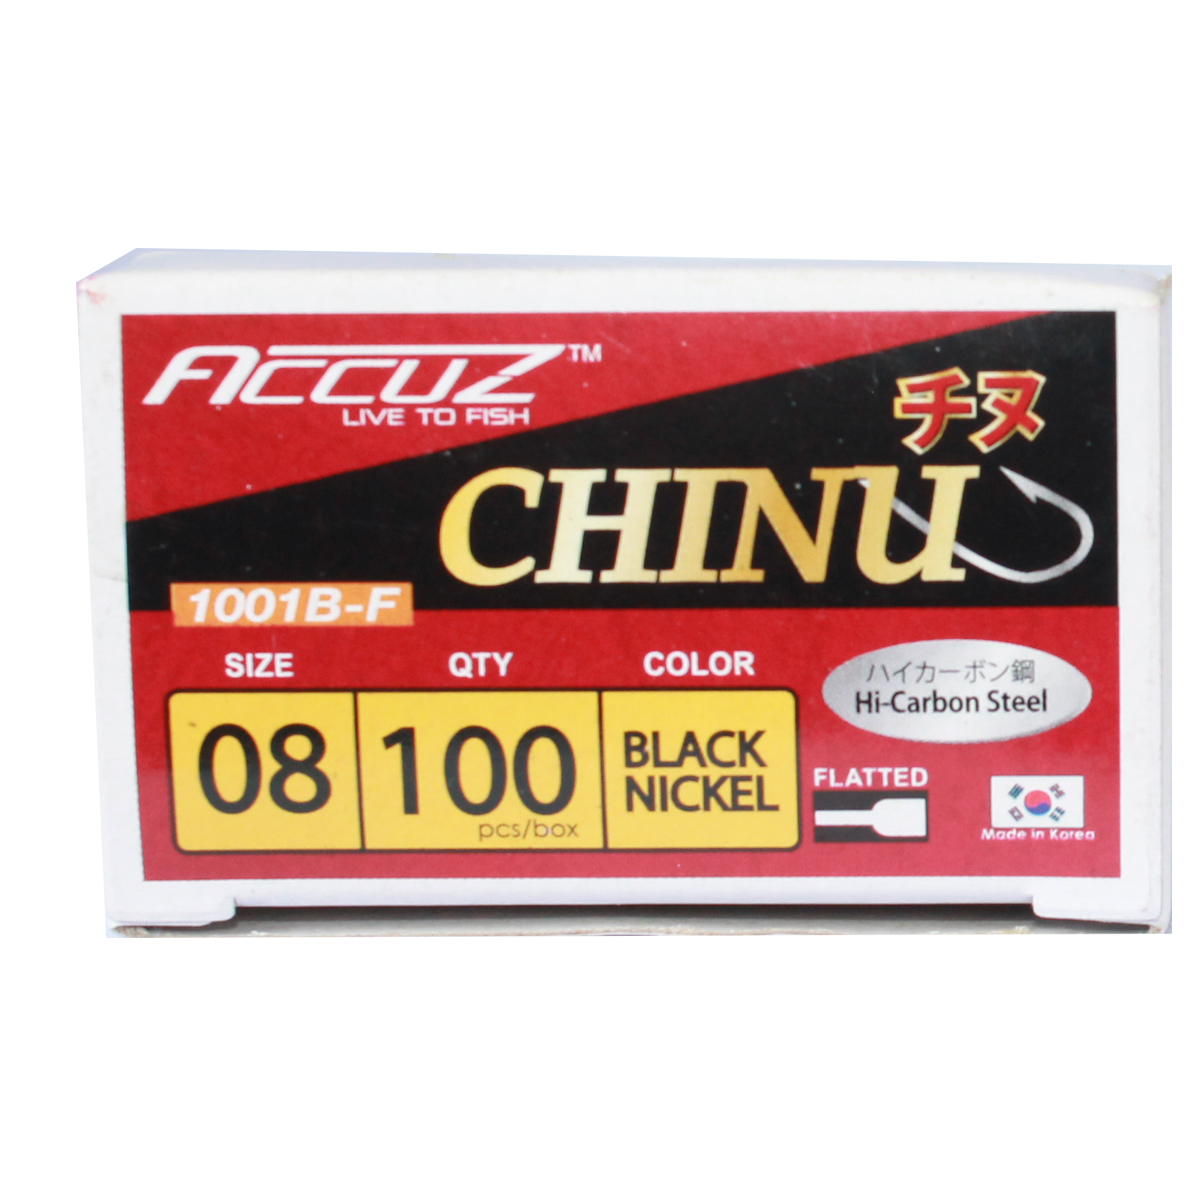 ACCUZ™
LIVE TO FISH
チヌ
CHINU
1001B-F
SIZE QTY COLOR
08 100 pcs/box BLACK NICKEL
ハイカーボン鋼
Hi-Carbon Steel
FLATTED
Made in Korea